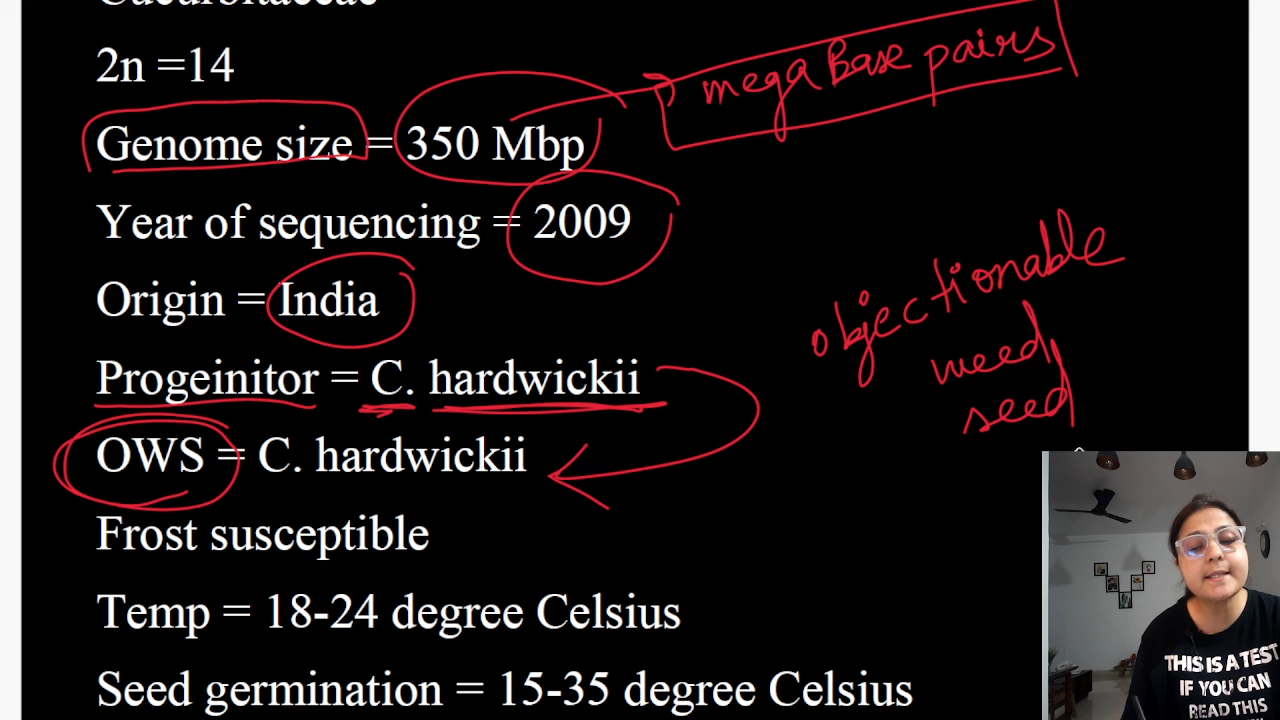 Cucurbitaceae
2n =14
mega Base pairs
Genome size = 350 Mbp
Year of sequencing = 2009
Origin = India
objectionable
weed
seed
Progeinitor = C. hardwickii
OWS = C. hardwickii
Frost susceptible
Temp = 18-24 degree Celsius
Seed germination = 15-35 degree Celsius
THIS IS A TEST
IF YOU CAN
READ THIS